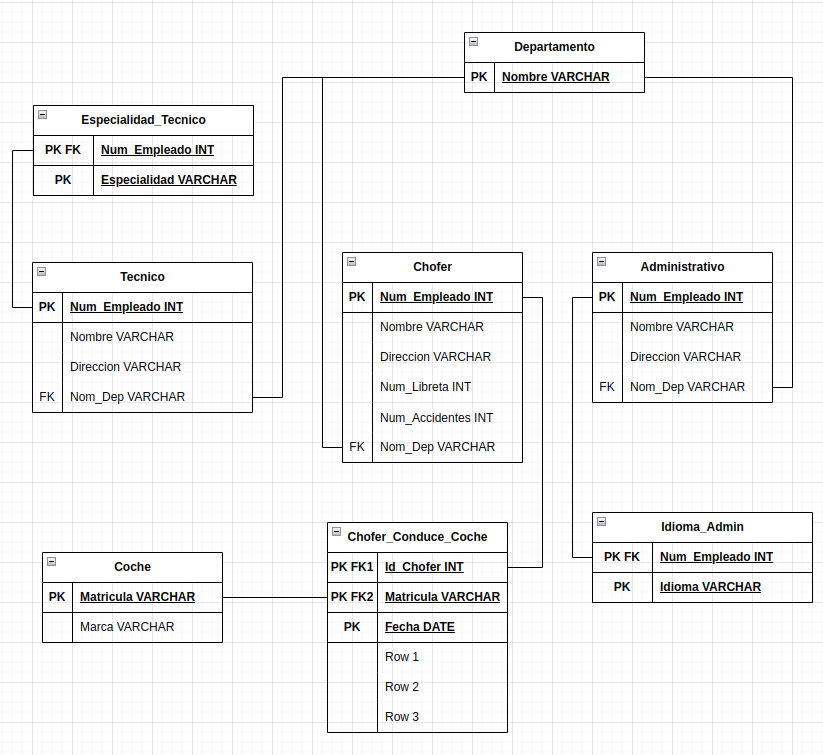 Departamento
PK Nombre VARCHAR
Especialidad_Tecnico
PK FK Num_Empleado INT
PK Especialidad VARCHAR
Tecnico
PK Num_Empleado INT
Nombre VARCHAR
Direccion VARCHAR
FK Nom_Dep VARCHAR
Chofer
PK Num_Empleado INT
Nombre VARCHAR
Direccion VARCHAR
Num_Libreta INT
Num_Accidentes INT
FK Nom_Dep VARCHAR
Administrativo
PK Num_Empleado INT
Nombre VARCHAR
Direccion VARCHAR
FK Nom_Dep VARCHAR
Coche
PK Matricula VARCHAR
Marca VARCHAR
Chofer_Conduce_Coche
PK FK1 Id_Chofer INT
PK FK2 Matricula VARCHAR
PK Fecha DATE
Row 1
Row 2
Row 3
Idioma_Admin
PK FK Num_Empleado INT
PK Idioma VARCHAR